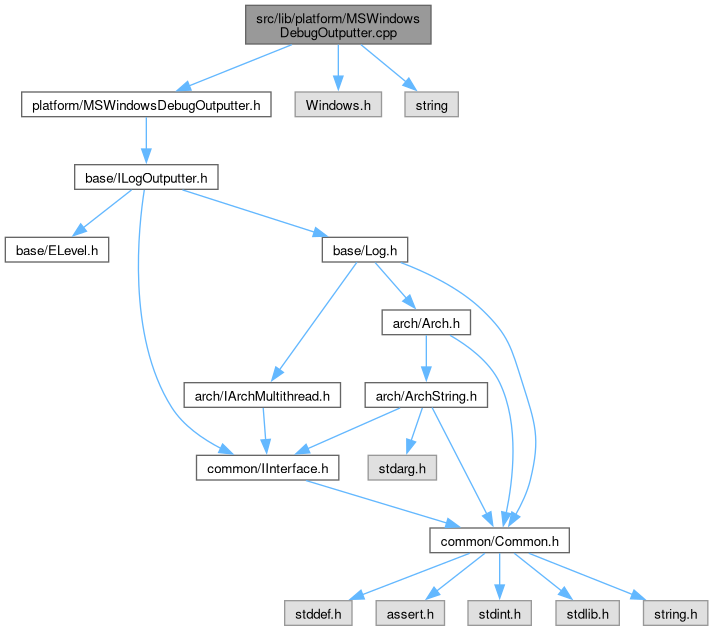 src/lib/platform/MSWindows
DebugOutputter.cpp
platform/MSWindowsDebugOutputter.h
Windows.h
string
base/ILogOutputter.h
base/ELevel.h
base/Log.h
arch/Arch.h
arch/IArchMultithread.h
arch/ArchString.h
common/IInterface.h
stdarg.h
common/Common.h
stddef.h
assert.h
stdint.h
stdlib.h
string.h